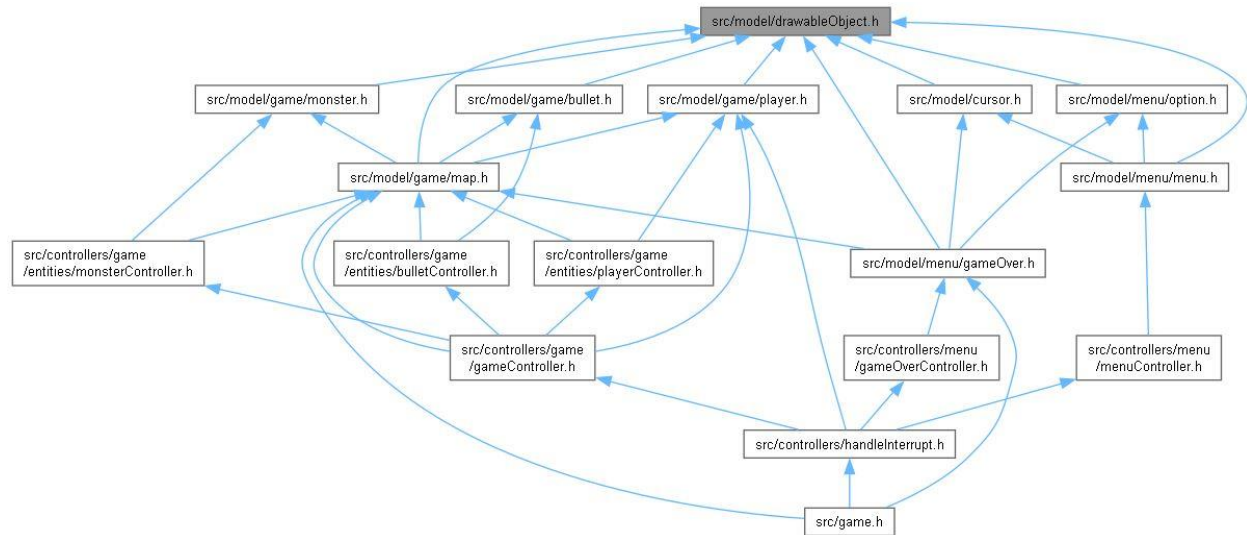 src/model/drawableObject.h
src/model/game/monster.h
src/model/game/bullet.h
src/model/game/player.h
src/model/cursor.h
src/model/menu/option.h
src/model/game/map.h
src/model/menu/menu.h
src/controllers/game
/entities/monsterController.h
src/controllers/game
/entities/bulletController.h
src/controllers/game
/entities/playerController.h
src/model/menu/gameOver.h
src/controllers/game
/gameController.h
src/controllers/menu
/gameOverController.h
src/controllers/menu
/menuController.h
src/controllers/handleInterrupt.h
src/game.h